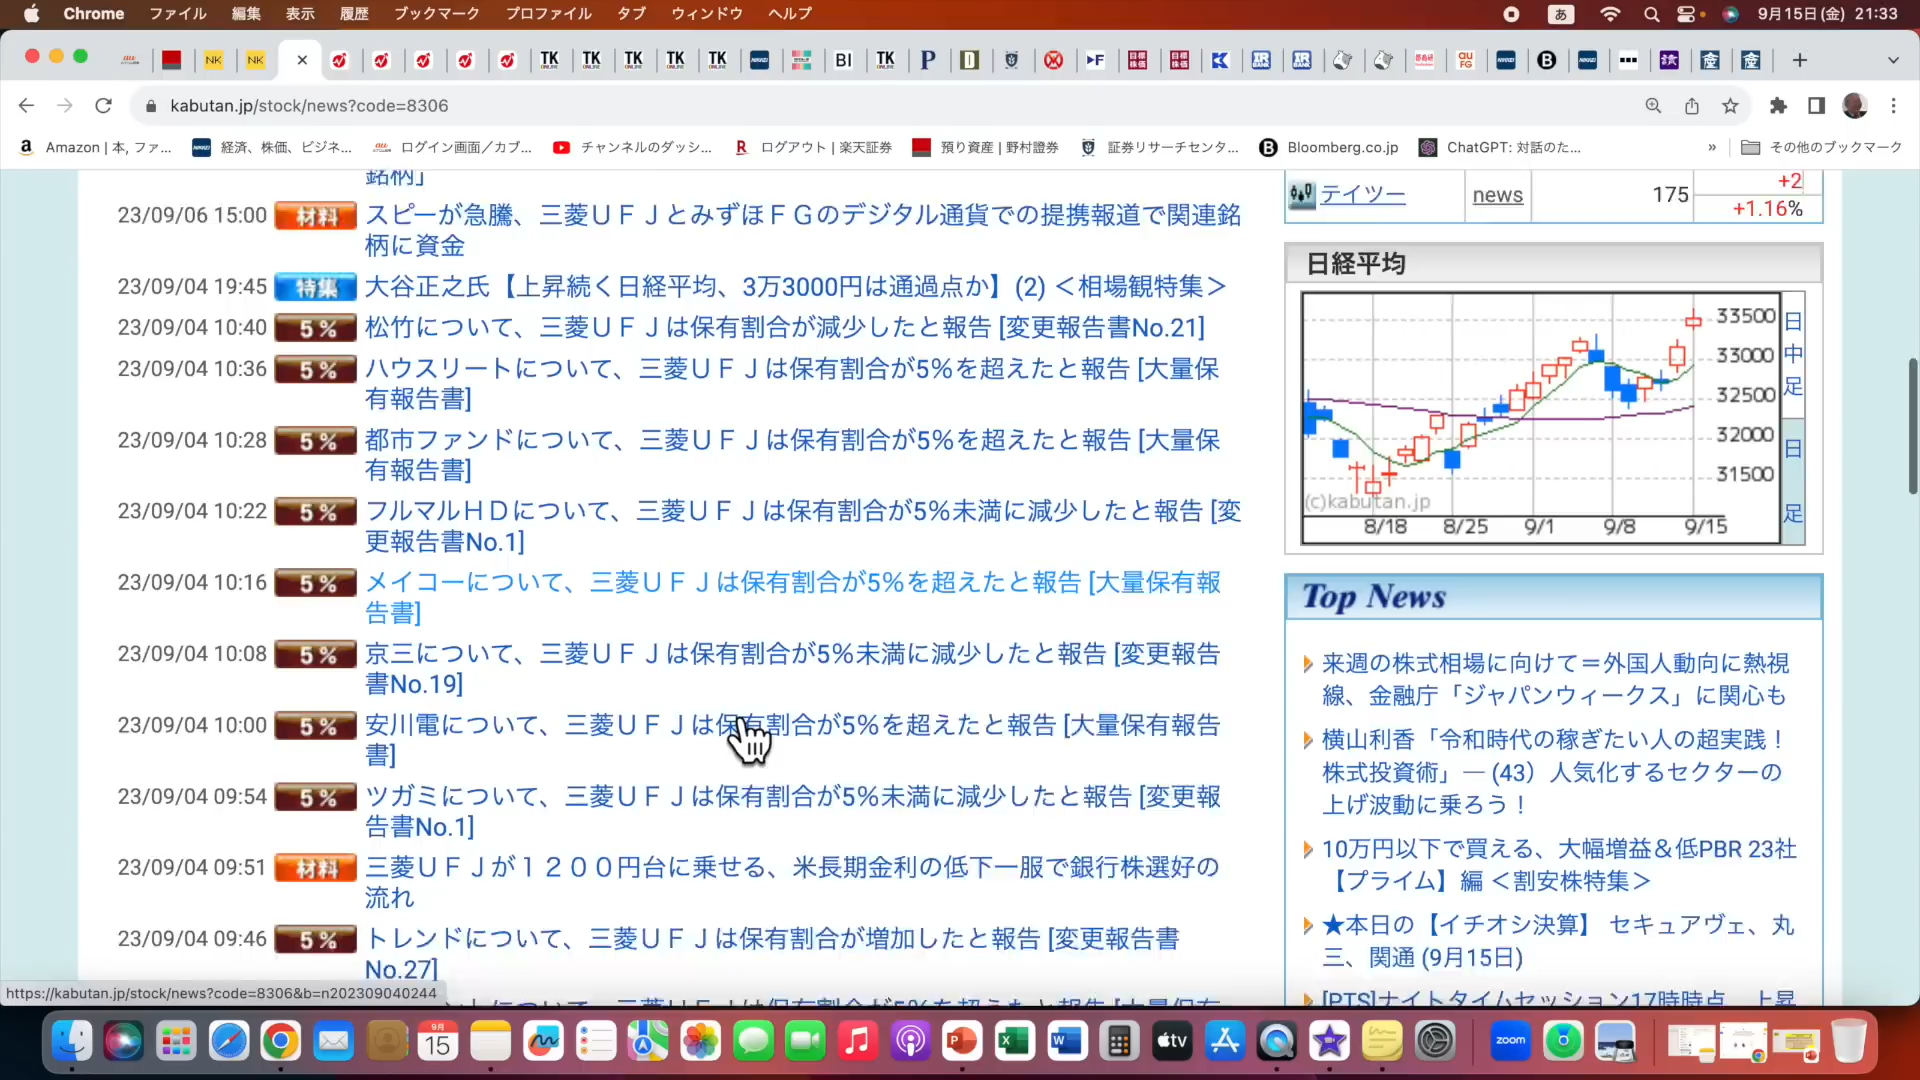 Chrome ファイル 編集 表示 履歴 ブックマーク プロファイル タブ ウィンドウ ヘルプ あ 9月15日(金) 21:33
NK NK TK TK TK TK TK BI TK P D
kabutan.jp/stock/news?code=8306
Amazon | 本, ファ... 経済、株価、ビジネ... ログイン画面／カブ... チャンネルのダッシ... ログアウト | 楽天証券 預り資産 | 野村證券 証券リサーチセンタ... Bloomberg.co.jp ChatGPT: 対話のた... » その他のブックマーク
銘柄」
23/09/06 15:00 材料 スピーが急騰、三菱ＵＦＪとみずほＦＧのデジタル通貨での提携報道で関連銘
柄に資金
23/09/04 19:45 特集 大谷正之氏【上昇続く日経平均、3万3000円は通過点か】(2) ＜相場観特集＞
23/09/04 10:40 5％ 松竹について、三菱ＵＦＪは保有割合が減少したと報告 [変更報告書No.21]
23/09/04 10:36 5％ ハウスリートについて、三菱ＵＦＪは保有割合が5％を超えたと報告 [大量保
有報告書]
23/09/04 10:28 5％ 都市ファンドについて、三菱ＵＦＪは保有割合が5％を超えたと報告 [大量保
有報告書]
23/09/04 10:22 5％ フルマルＨＤについて、三菱ＵＦＪは保有割合が5％未満に減少したと報告 [変
更報告書No.1]
23/09/04 10:16 5％ メイコーについて、三菱ＵＦＪは保有割合が5％を超えたと報告 [大量保有報
告書]
23/09/04 10:08 5％ 京三について、三菱ＵＦＪは保有割合が5％未満に減少したと報告 [変更報告
書No.19]
23/09/04 10:00 5％ 安川電について、三菱ＵＦＪは保有割合が5％を超えたと報告 [大量保有報告
書]
23/09/04 09:54 5％ ツガミについて、三菱ＵＦＪは保有割合が5％未満に減少したと報告 [変更報
告書No.1]
23/09/04 09:51 材料 三菱ＵＦＪが１２００円台に乗せる、米長期金利の低下一服で銀行株選好の
流れ
23/09/04 09:46 5％ トレンドについて、三菱ＵＦＪは保有割合が増加したと報告 [変更報告書
No.27]
https://kabutan.jp/stock/news?code=8306&b=n202309040244
テイツー news 175 +2
+1.16%
日経平均
33500
33000
32500
32000
31500
(c)kabutan.jp
8/18 8/25 9/1 9/8 9/15
日中足
日足
Top News
来週の株式相場に向けて＝外国人動向に熱視
線、金融庁「ジャパンウィークス」に関心も
横山利香「令和時代の稼ぎたい人の超実践！
株式投資術」― (43）人気化するセクターの
上げ波動に乗ろう！
10万円以下で買える、大幅増益＆低PBR 23社
【プライム】編 ＜割安株特集＞
★本日の【イチオシ決算】 セキュアヴェ、丸
三、関通 (9月15日)
[PTS]ナイトタイムセッション17時時点 上昇
9月 15 tv zoom